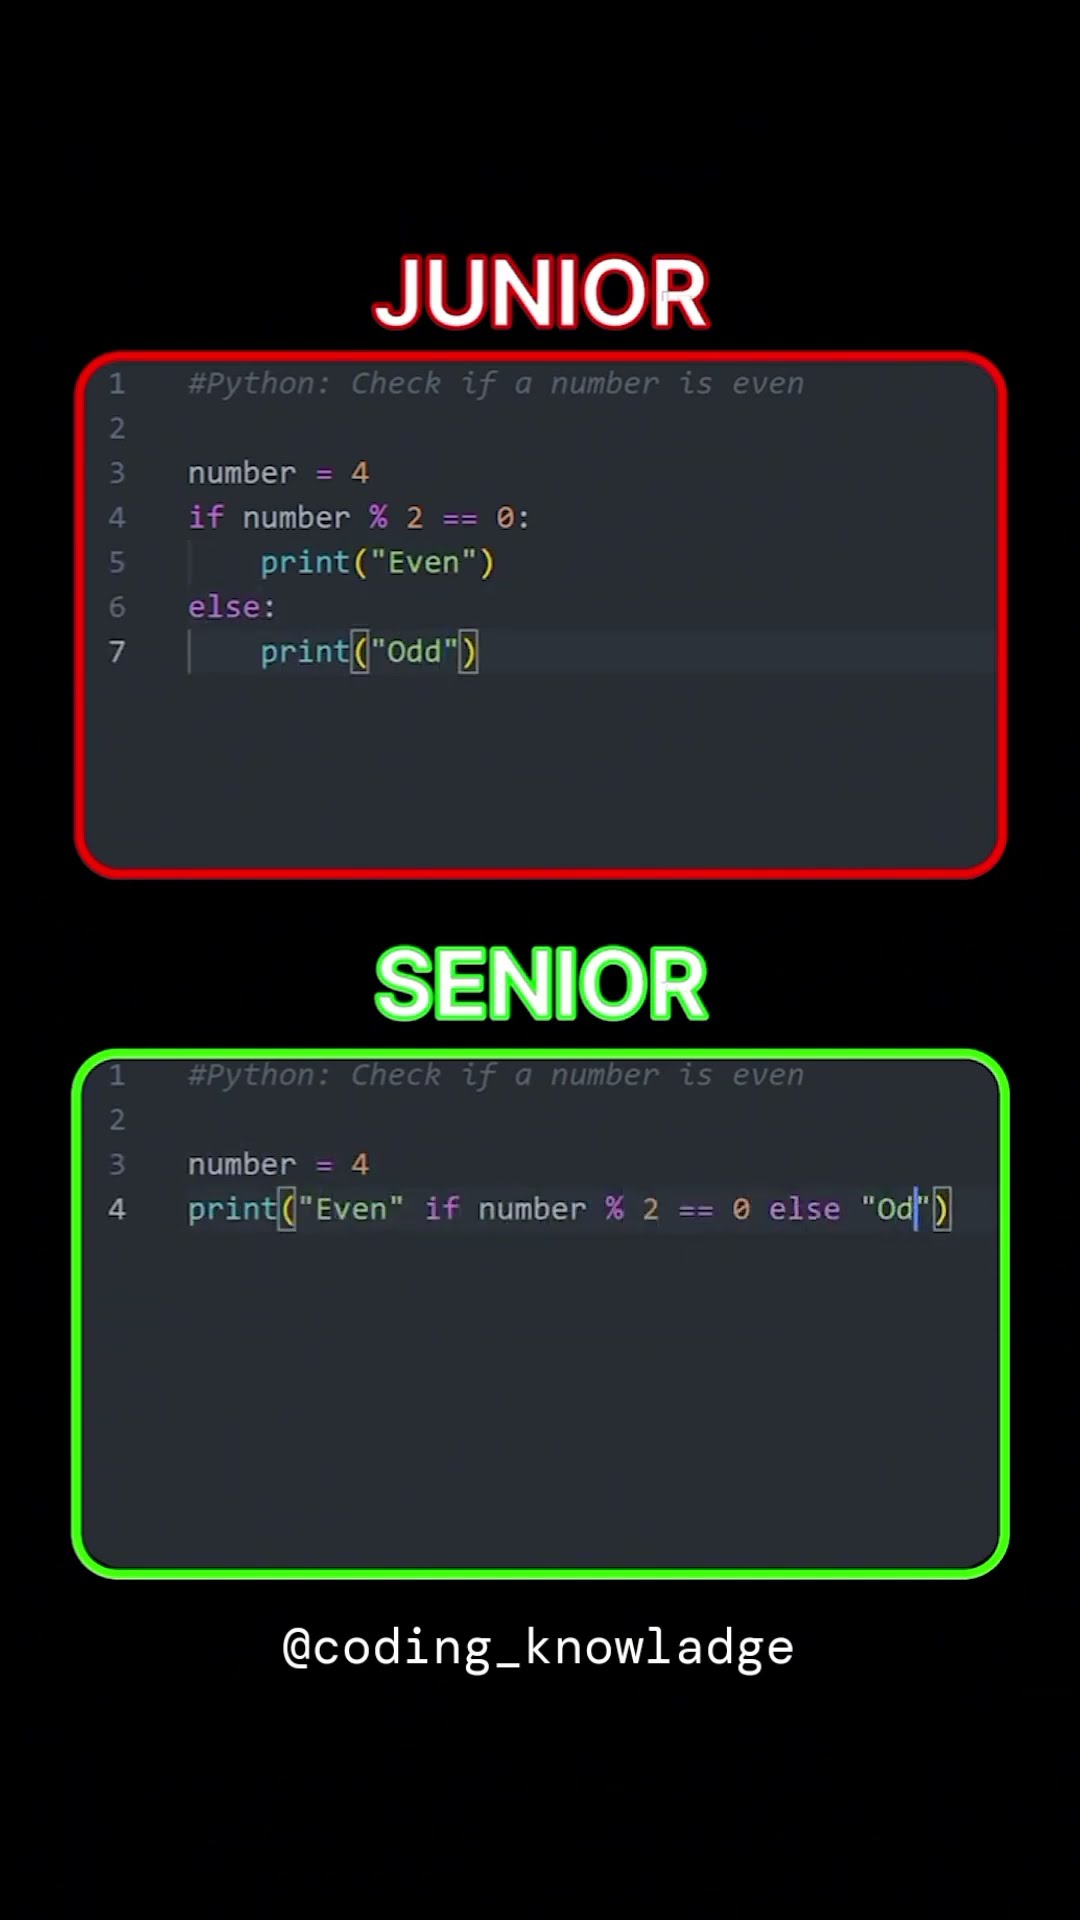 JUNIOR
1 #Python: Check if a number is even
2
3 number = 4
4 if number % 2 == 0:
5     print("Even")
6 else:
7     print("Odd")
SENIOR
1 #Python: Check if a number is even
2
3 number = 4
4 print("Even" if number % 2 == 0 else "Od")
@coding_knowladge